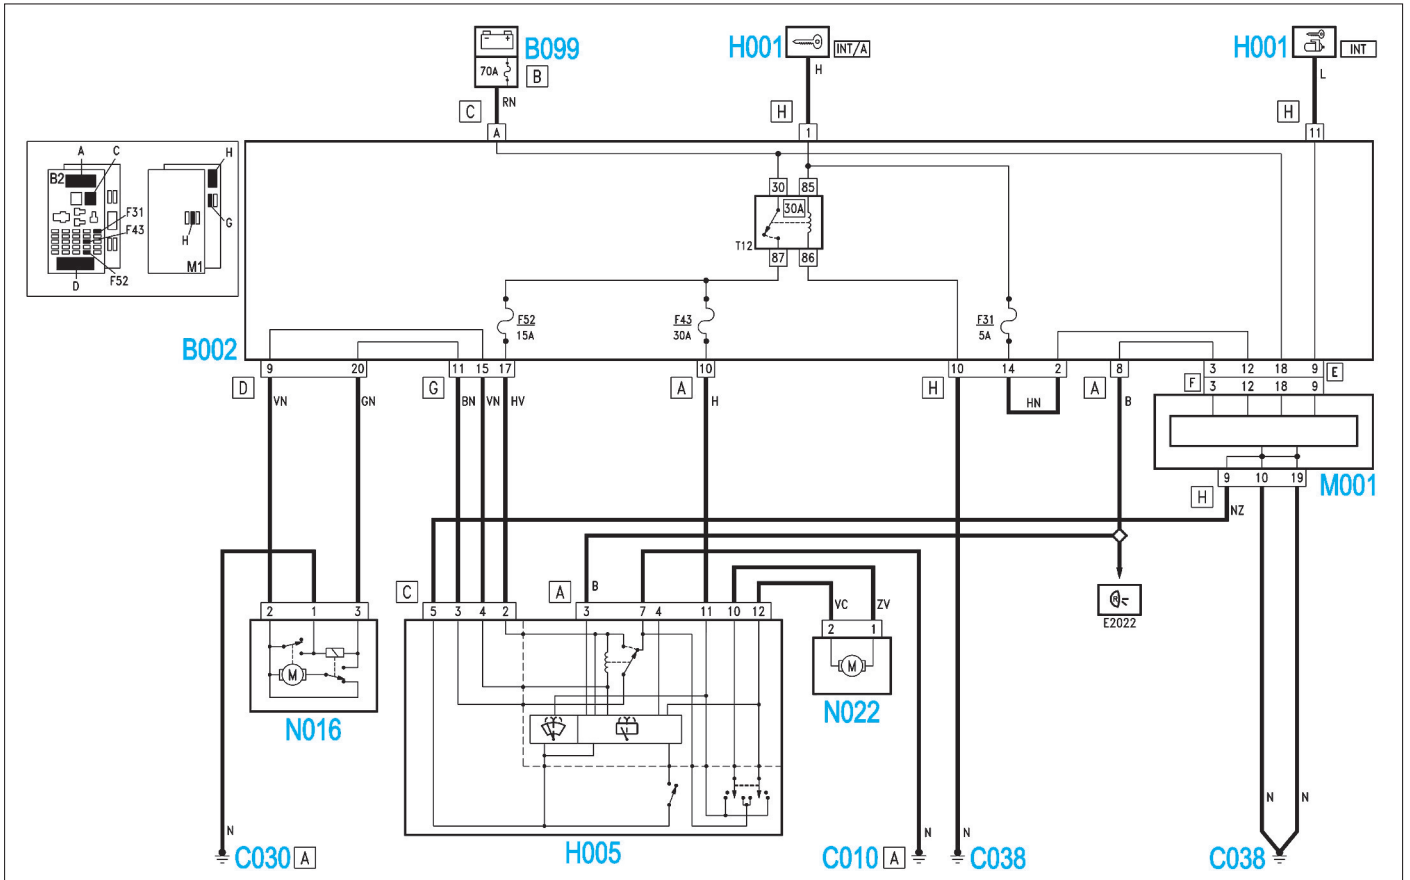 B099
H001
INT/A
H001
INT
70A
B
RN
H
L
C
H
H
A
1
11
A
C
H
B2
F31
F43
G
H
M1
D
F52
30
85
30A
T12
87
86
F52
15A
F43
30A
F31
5A
B002
9
20
11
15
17
10
10
14
2
8
3
12
18
9
E
F
3
12
18
9
D
G
A
H
A
VN
GN
BN
VN
HV
H
HN
B
M001
9
10
19
H
NZ
C
A
B
2
1
3
5
3
4
2
3
7
4
11
10
12
VC
ZV
2
1
R
E2022
M
M
N016
N022
N
N
N
N
N
C030
A
H005
C010
A
C038
C038